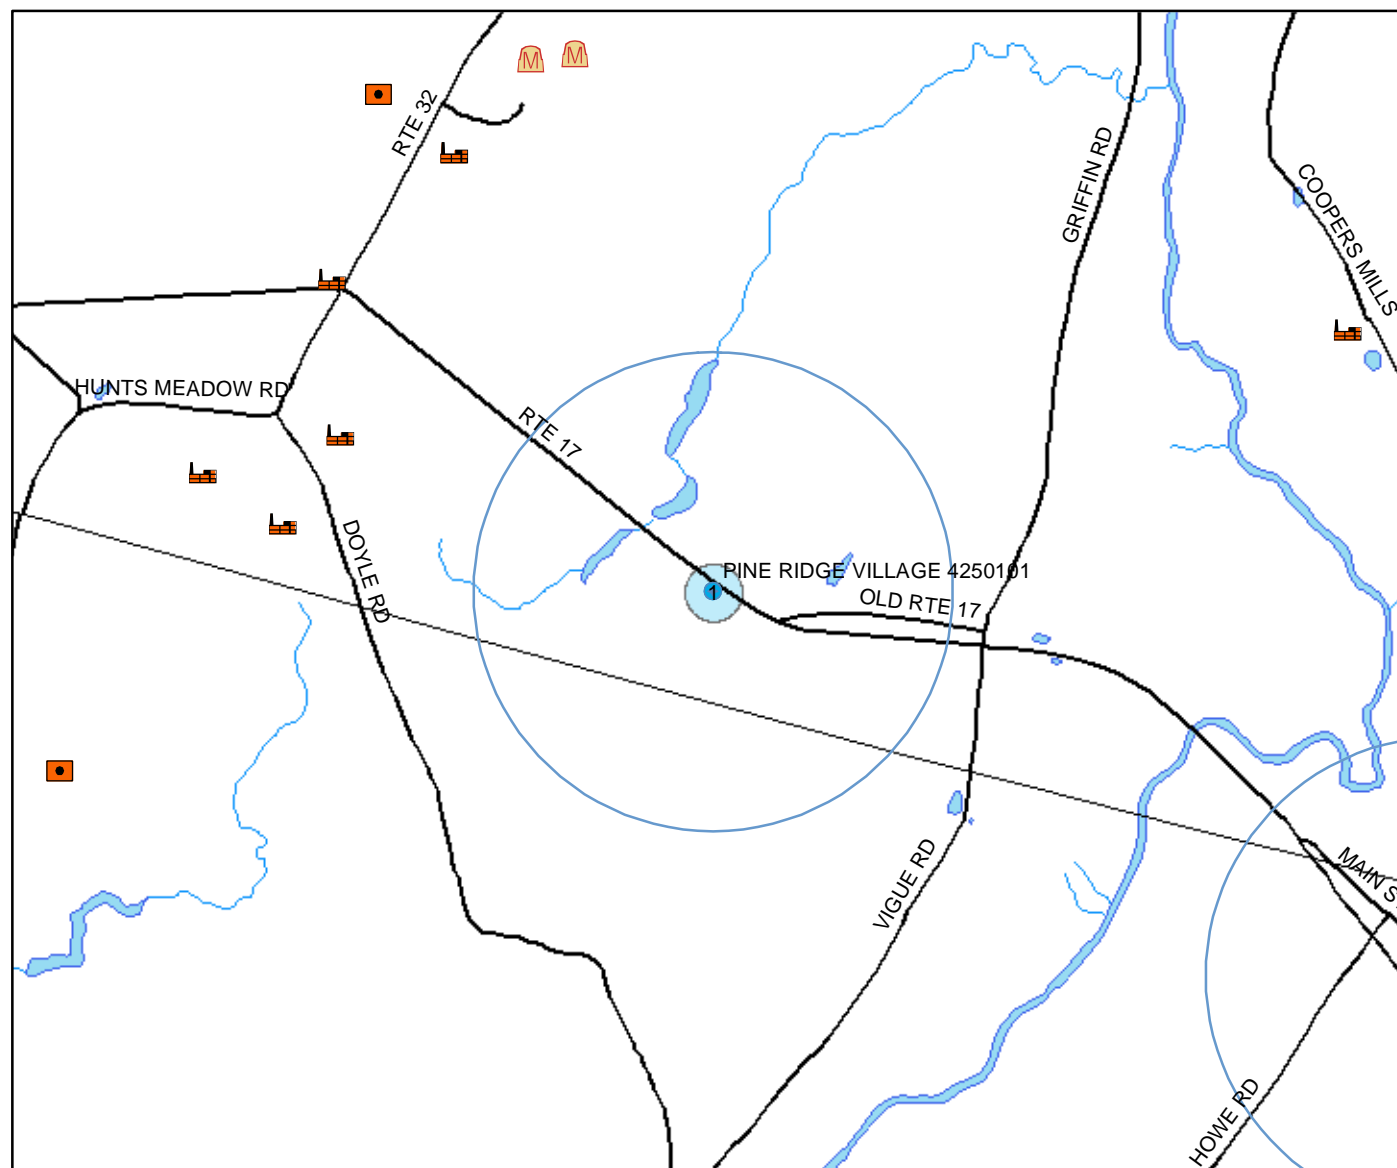 M
M
RTE 32
GRIFFIN RD
COOPERS MILLS
HUNTS MEADOW RD
RTE 17
DOYLE RD
PINE RIDGE VILLAGE 4250101
1
OLD RTE 17
VIGUE RD
MAIN S
HOWE RD